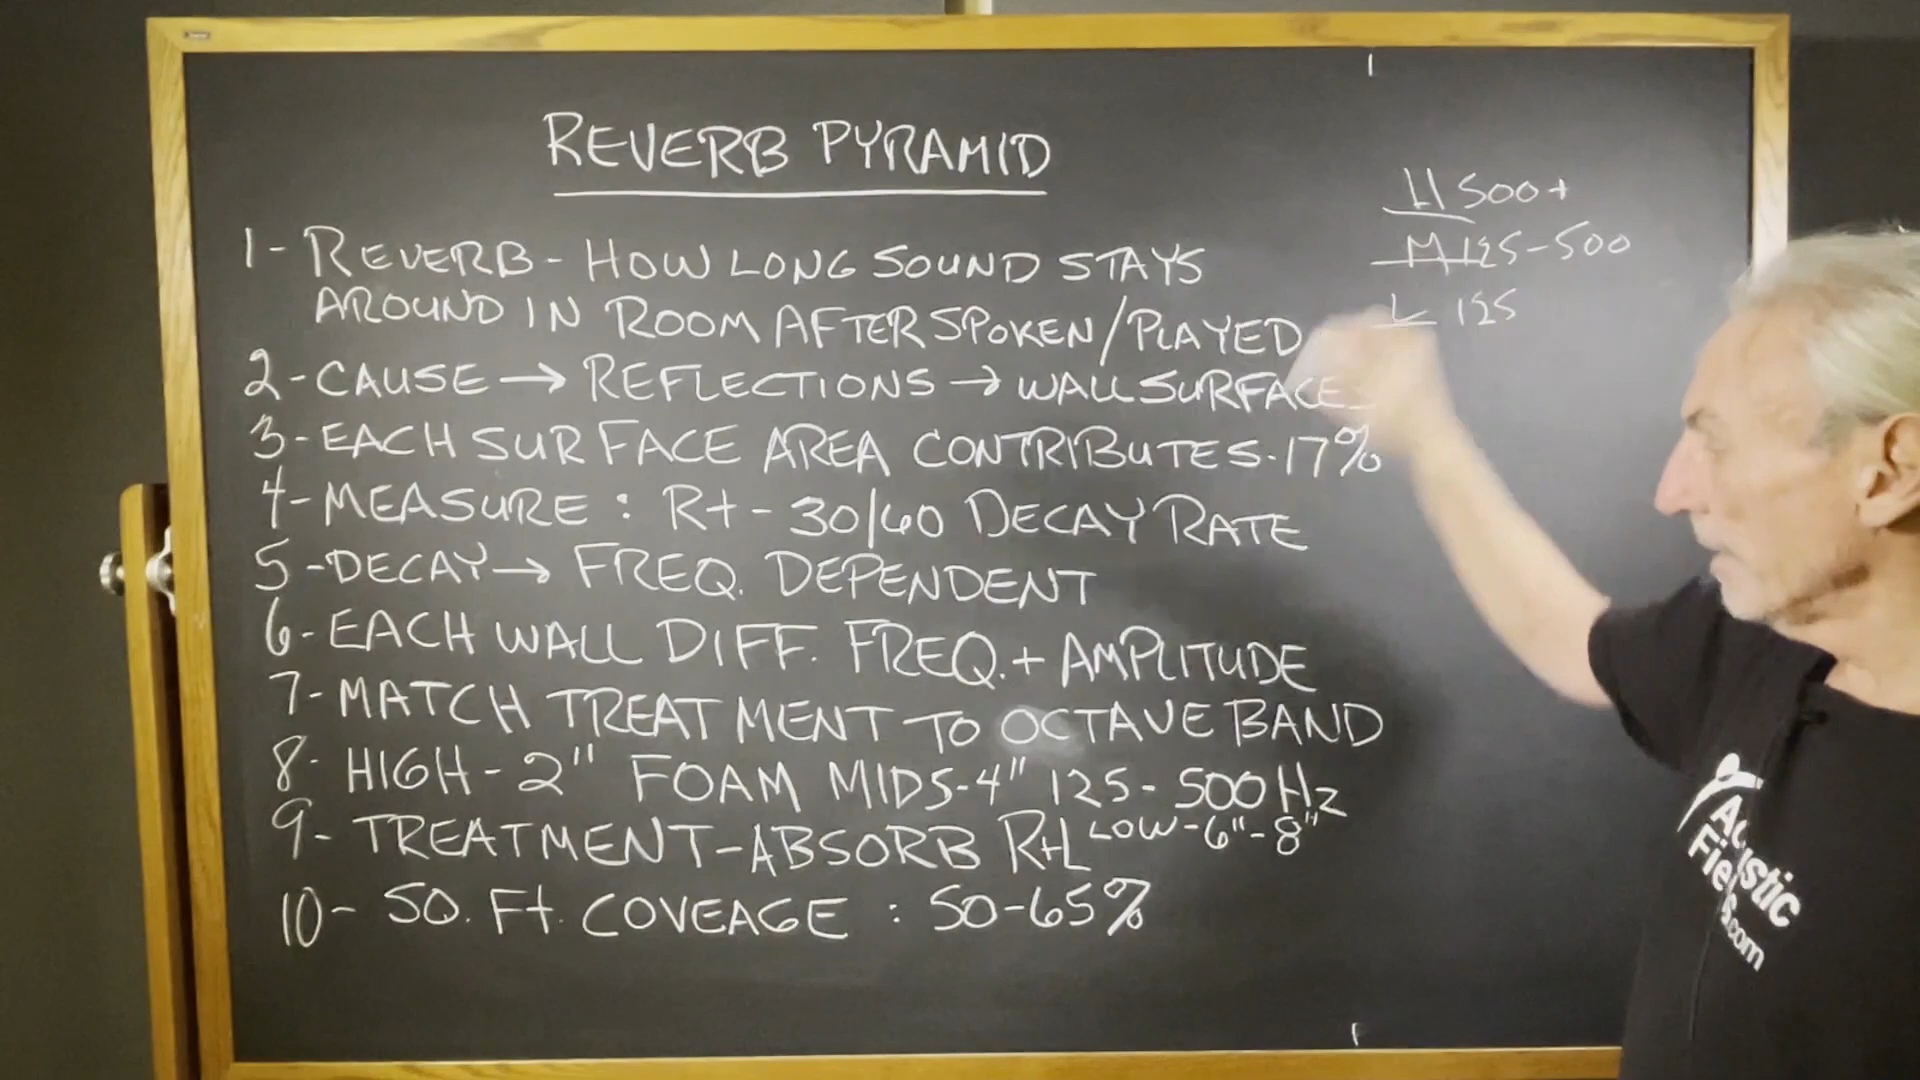 REVERB PYRAMID
1- REVERB - HOW LONG SOUND STAYS
AROUND IN ROOM AFTER SPOKEN/PLAYED
2- CAUSE → REFLECTIONS → WALL SURFACE
3- EACH SURFACE AREA CONTRIBUTES-17%
4- MEASURE : Rt - 30/60 DECAY RATE
5- DECAY → FREQ. DEPENDENT
6- EACH WALL DIFF. FREQ. + AMPLITUDE
7- MATCH TREATMENT TO OCTAVE BAND
8- HIGH - 2" FOAM MIDS-4" 125-500 Hz
9- TREATMENT-ABSORB LOW-6"-8"
10- SQ. Ft. COVEAGE : 50-65%
H 500+
M 125-500
L 125
Acoustic
Fields.com